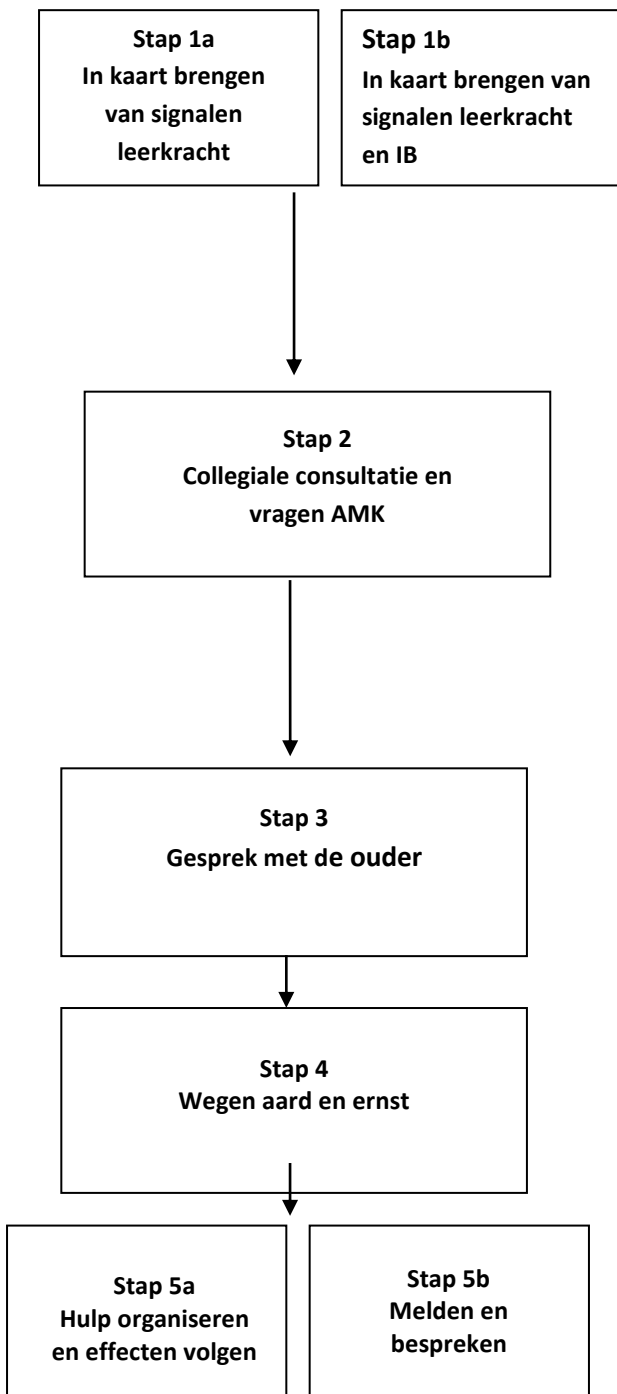 Stap 1a
In kaart brengen
van signalen
leerkracht
Stap 1b
In kaart brengen van
signalen leerkracht
en IB
Stap 2
Collegiale consultatie en
vragen AMK
Stap 3
Gesprek met de ouder
Stap 4
Wegen aard en ernst
Stap 5a
Hulp organiseren
en effecten volgen
Stap 5b
Melden en
bespreken